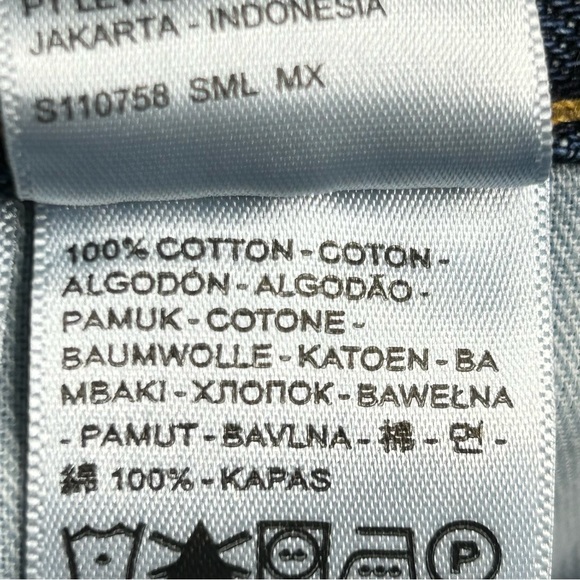 JAKARTA - INDONESIA
S110758 SML MX
100% COTTON - COTON -
ALGODÓN - ALGODÃO -
PAMUK - COTONE -
BAUMWOLLE - KATOEN - BA
MBAKI - ХЛОПОК - BAWEŁNA
- PAMUT - BAVLNA - 棉 - 면 -
綿 100% - KAPAS
P